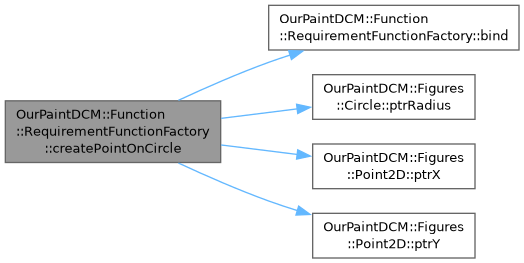 OurPaintDCM::Function
::RequirementFunctionFactory
::createPointOnCircle
OurPaintDCM::Function
::RequirementFunctionFactory::bind
OurPaintDCM::Figures
::Circle::ptrRadius
OurPaintDCM::Figures
::Point2D::ptrX
OurPaintDCM::Figures
::Point2D::ptrY